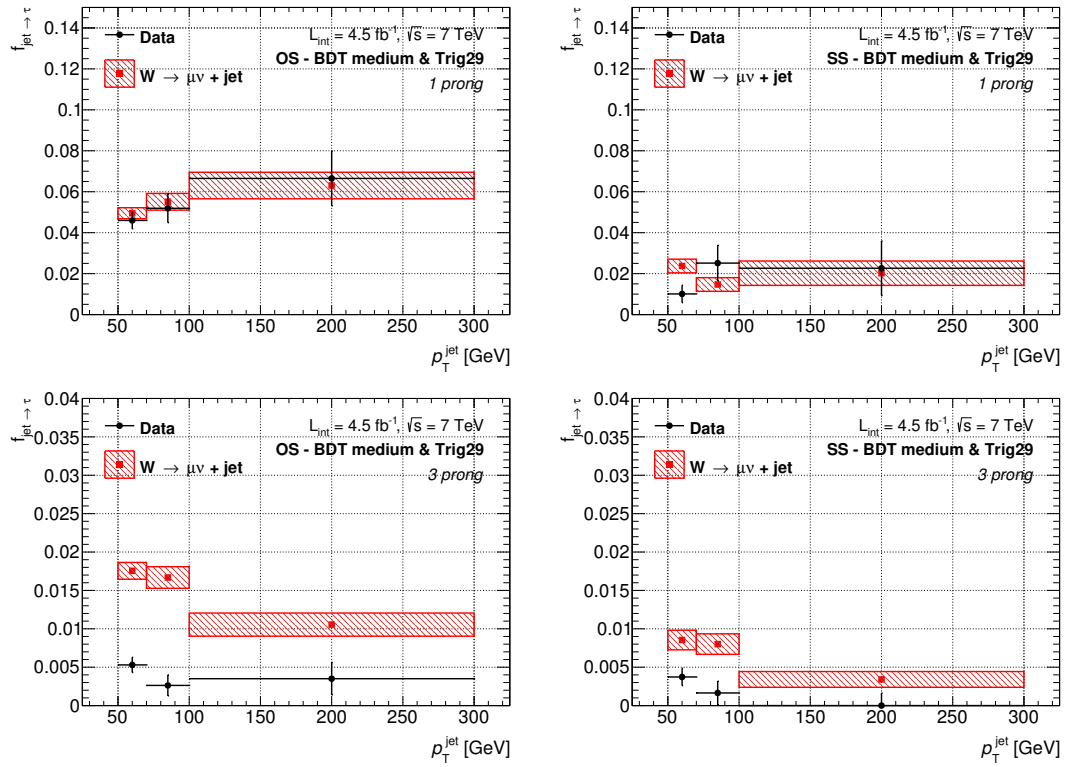 f_jet → τ
0.14
0.12
0.1
0.08
0.06
0.04
0.02
0
50 100 150 200 250 300
p_T^jet [GeV]
Data
W → μν + jet
L_int = 4.5 fb⁻¹, √s = 7 TeV
OS - BDT medium & Trig29
1 prong
f_jet → τ
0.14
0.12
0.1
0.08
0.06
0.04
0.02
0
50 100 150 200 250 300
p_T^jet [GeV]
Data
W → μν + jet
L_int = 4.5 fb⁻¹, √s = 7 TeV
SS - BDT medium & Trig29
1 prong
f_jet → τ
0.04
0.035
0.03
0.025
0.02
0.015
0.01
0.005
0
50 100 150 200 250 300
p_T^jet [GeV]
Data
W → μν + jet
L_int = 4.5 fb⁻¹, √s = 7 TeV
OS - BDT medium & Trig29
3 prong
f_jet → τ
0.04
0.035
0.03
0.025
0.02
0.015
0.01
0.005
0
50 100 150 200 250 300
p_T^jet [GeV]
Data
W → μν + jet
L_int = 4.5 fb⁻¹, √s = 7 TeV
SS - BDT medium & Trig29
3 prong